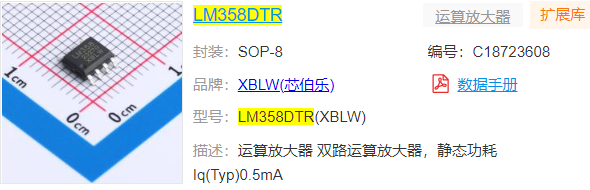 LM358DTR
运算放大器
扩展库
封装：SOP-8
编号：C18723608
品牌：XBLW(芯伯乐)
数据手册
型号：LM358DTR(XBLW)
描述：运算放大器 双路运算放大器，静态功耗
Iq(Typ)0.5mA
1cm
0
0
1cm